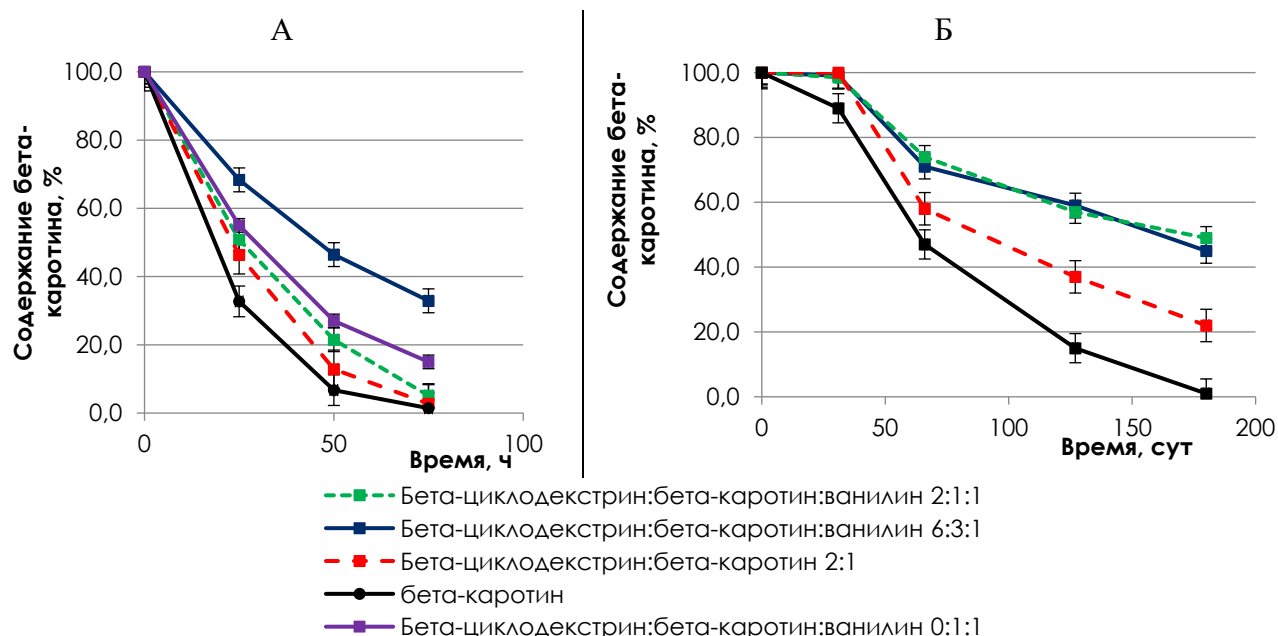 А
Содержание бета-
каротина, %
100,0
80,0
60,0
40,0
20,0
0,0
0
50
100
Время, ч
Б
Содержание бета-
каротина, %
100,0
80,0
60,0
40,0
20,0
0,0
0
50
100
150
200
Время, сут
Бета-циклодекстрин:бета-каротин:ванилин 2:1:1
Бета-циклодекстрин:бета-каротин:ванилин 6:3:1
Бета-циклодекстрин:бета-каротин 2:1
бета-каротин
Бета-циклодекстрин:бета-каротин:ванилин 0:1:1